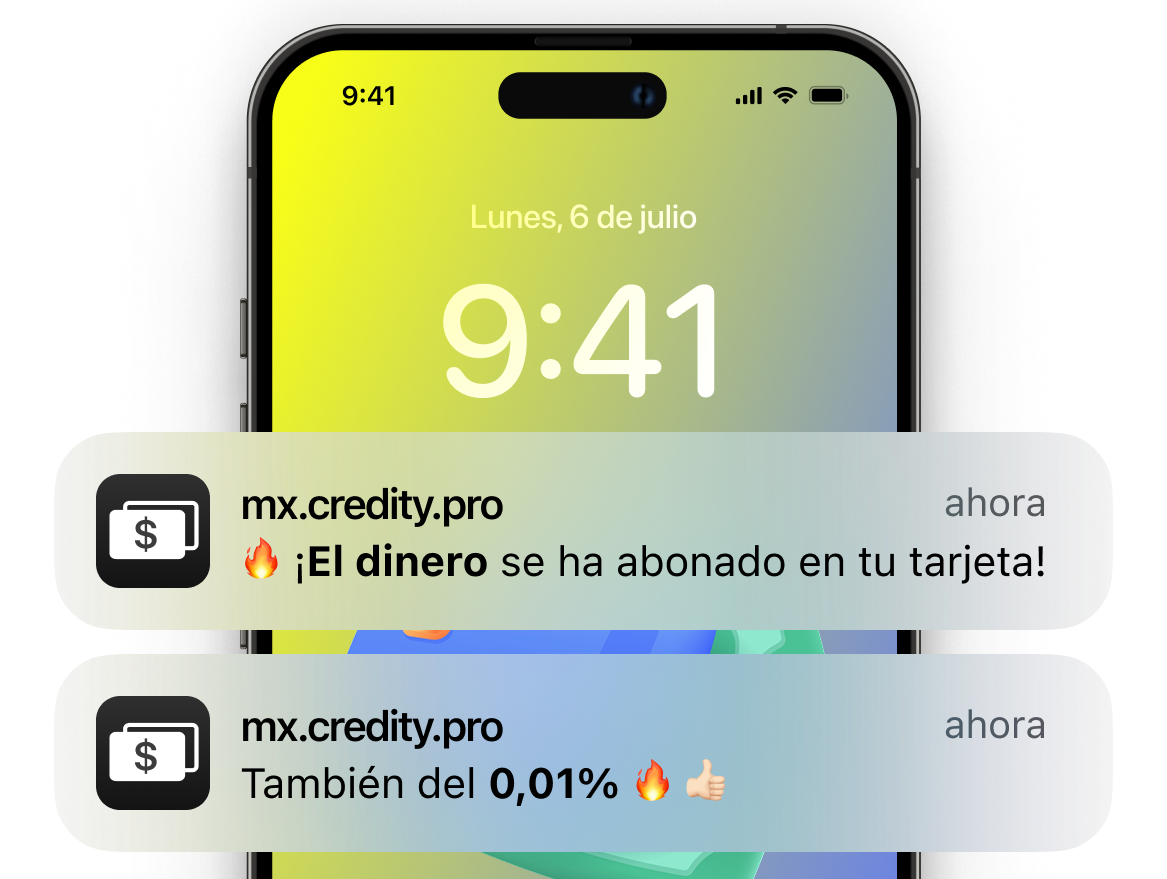 9:41
Lunes, 6 de julio
9:41
$
mx.credity.pro
ahora
🔥 ¡El dinero se ha abonado en tu tarjeta!
$
mx.credity.pro
ahora
También del 0,01% 🔥 👍🏻